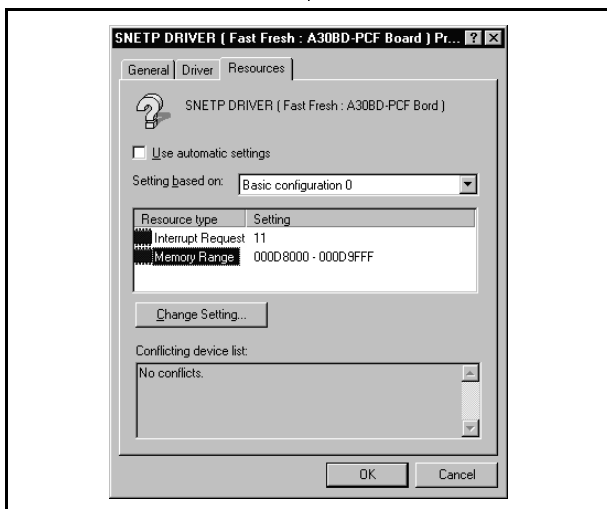 SNETP DRIVER ( Fast Fresh : A30BD-PCF Board ) Pr...
General Driver Resources
SNETP DRIVER ( Fast Fresh : A30BD-PCF Bord )
Use automatic settings
Setting based on: Basic configuration 0
Resource type Setting
Interrupt Request 11
Memory Range 000D8000 - 000D9FFF
Change Setting...
Conflicting device list:
No conflicts.
OK Cancel